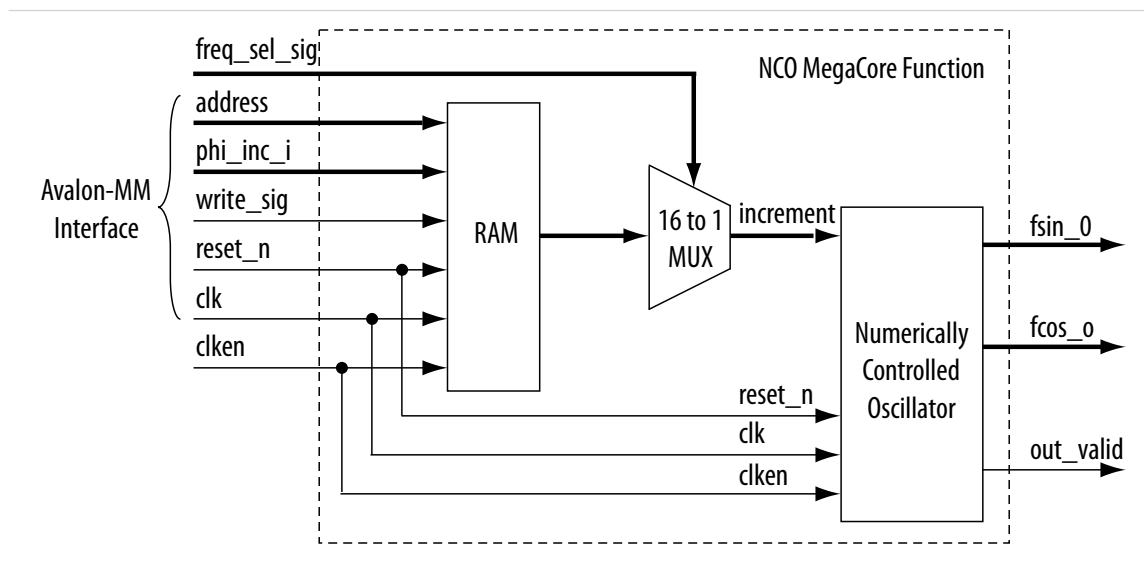 freq_sel_sig
NCO MegaCore Function
address
phi_inc_i
Avalon-MM
Interface
write_sig
reset_n
clk
clken
RAM
16 to 1
MUX
increment
Numerically
Controlled
Oscillator
reset_n
clk
clken
fsin_0
fcos_o
out_valid